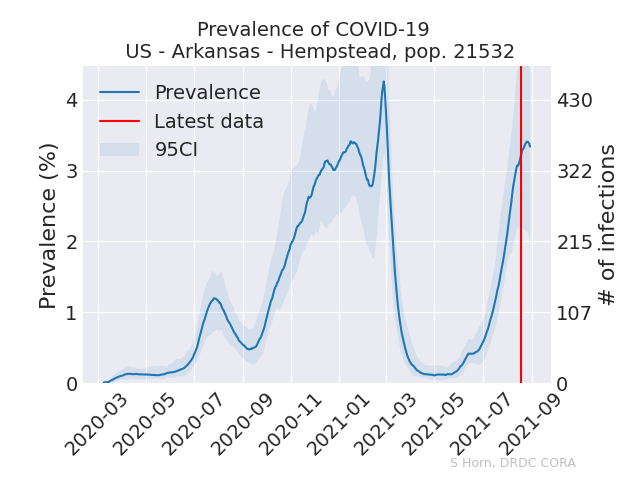 Prevalence of COVID-19
US - Arkansas - Hempstead, pop. 21532
Prevalence
Latest data
95CI
Prevalence (%)
4
3
2
1
0
430
322
215
107
0
# of infections
2020-03
2020-05
2020-07
2020-09
2020-11
2021-01
2021-03
2021-05
2021-07
2021-09
S Horn, DRDC CORA